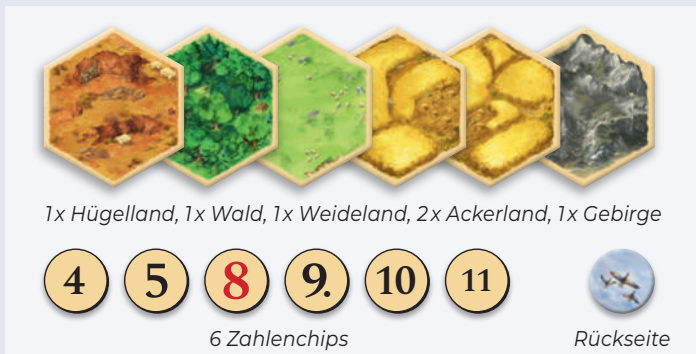 1x Hügelland, 1x Wald, 1x Weideland, 2x Ackerland, 1x Gebirge
4 5 8 9. 10 11
6 Zahlenchips Rückseite